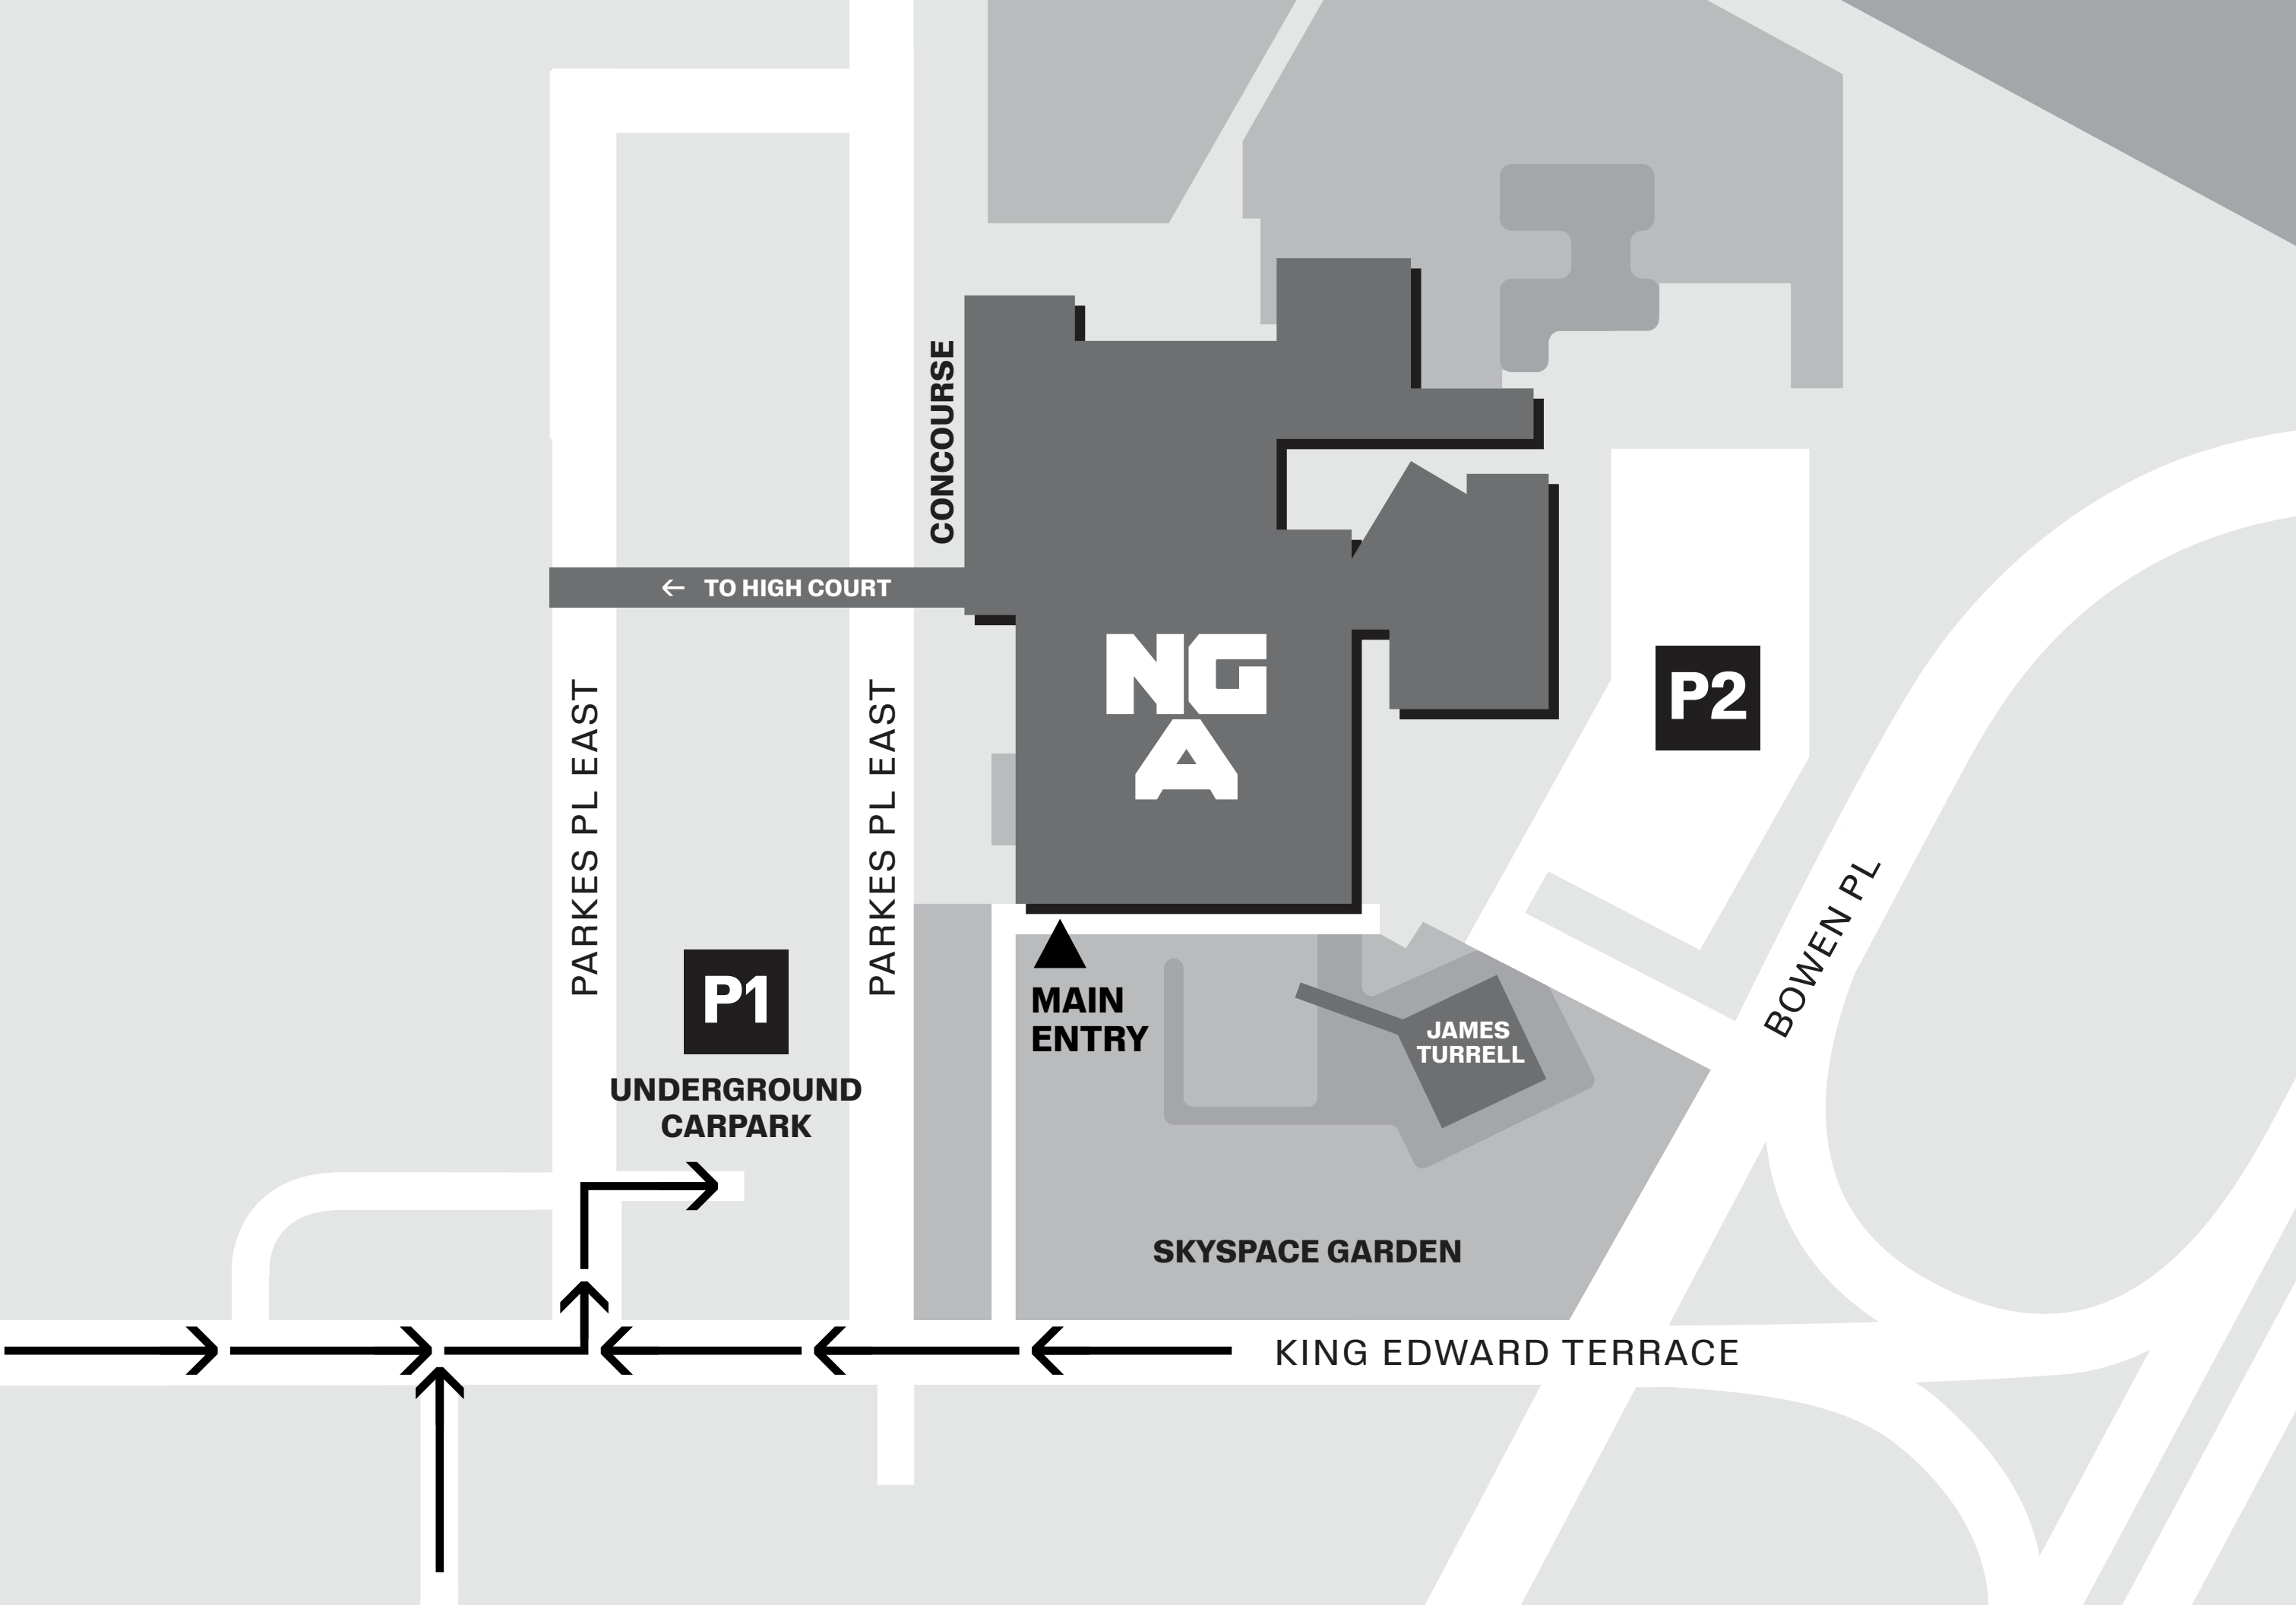 CONCOURSE
← TO HIGH COURT
NG
A
P2
PARKES PL EAST
PARKES PL EAST
BOWEN PL
P1
UNDERGROUND
CARPARK
MAIN
ENTRY
JAMES
TURRELL
SKYSPACE GARDEN
KING EDWARD TERRACE